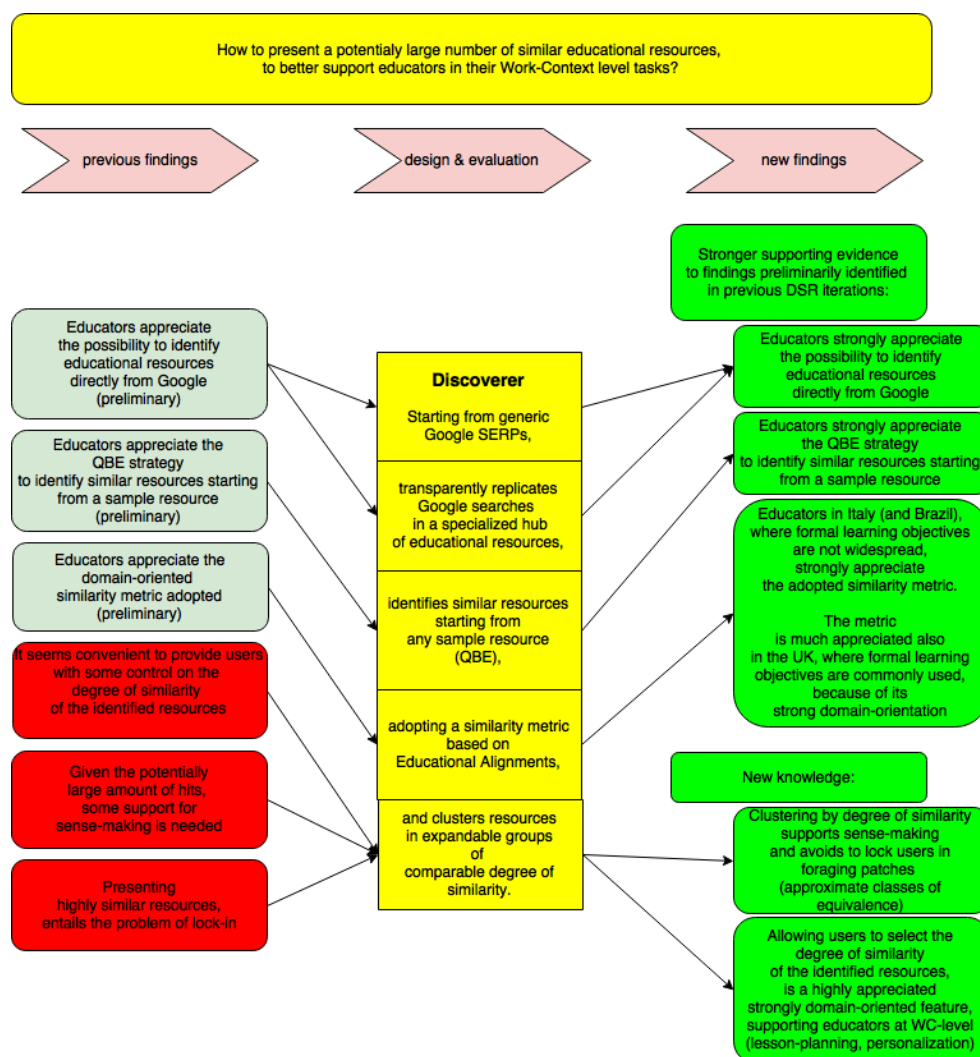 How to present a potentialy large number of similar educational resources,
to better support educators in their Work-Context level tasks?
previous findings
design & evaluation
new findings
Stronger supporting evidence
to findings preliminarily identified
in previous DSR iterations:
Educators appreciate
the possibility to identify
educational resources
directly from Google
(preliminary)
Educators appreciate the
QBE strategy
to identify similar resources starting
from a sample resource
(preliminary)
Educators appreciate the
domain-oriented
similarity metric adopted
(preliminary)
It seems convenient to provide users
with some control on the
degree of similarity
of the identified resources
Given the potentially
large amount of hits,
some support for
sense-making is needed
Presenting
highly similar resources,
entails the problem of lock-in
Discoverer
Starting from generic
Google SERPs,
transparently replicates
Google searches
in a specialized hub
of educational resources,
identifies similar resources
starting from
any sample resource
(QBE),
adopting a similarity metric
based on
Educational Alignments,
and clusters resources
in expandable groups
of
comparable degree of
similarity.
Educators strongly appreciate
the possibility to identify
educational resources
directly from Google
Educators strongly appreciate
the QBE strategy
to identify similar resources starting
from a sample resource
Educators in Italy (and Brazil),
where formal learning objectives
are not widespread,
strongly appreciate
the adopted similarity metric.
The metric
is much appreciated also
in the UK, where formal learning
objectives are commonly used,
because of its
strong domain-orientation
New knowledge:
Clustering by degree of similarity
supports sense-making
and avoids to lock users in
foraging patches
(approximate classes of
equivalence)
Allowing users to select the
degree of similarity
of the identified resources,
is a highly appreciated
strongly domain-oriented feature,
supporting educators at WC-level
(lesson-planning, personalization)